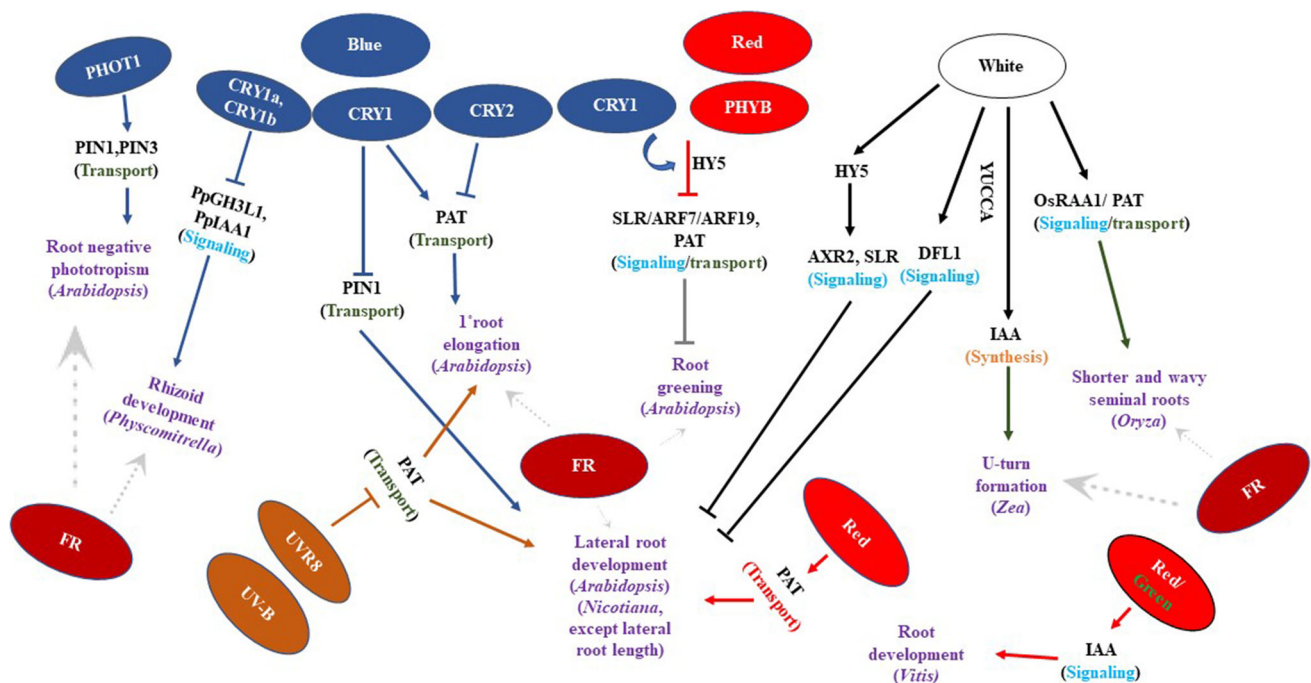 Blue
Red
White
PHOT1
CRY1a,
CRY1b
CRY1
CRY2
CRY1
PHYB
PIN1,PIN3
(Transport)
Root negative
phototropism
(Arabidopsis)
PpGH3L1,
PpIAA1
(Signaling)
Rhizoid
development
(Physcomitrella)
FR
PIN1
(Transport)
PAT
(Transport)
1°root
elongation
(Arabidopsis)
HY5
SLR/ARF7/ARF19,
PAT
(Signaling/transport)
Root
greening
(Arabidopsis)
HY5
AXR2, SLR
(Signaling)
DFL1
(Signaling)
YUCCA
IAA
(Synthesis)
U-turn
formation
(Zea)
OsRAA1/ PAT
(Signaling/transport)
Shorter and wavy
seminal roots
(Oryza)
FR
UV-B
UVR8
PAT
(Transport)
FR
Lateral root
development
(Arabidopsis)
(Nicotiana,
except lateral
root length)
Red
PAT
(Transport)
Red/
Green
IAA
(Signaling)
Root
development
(Vitis)